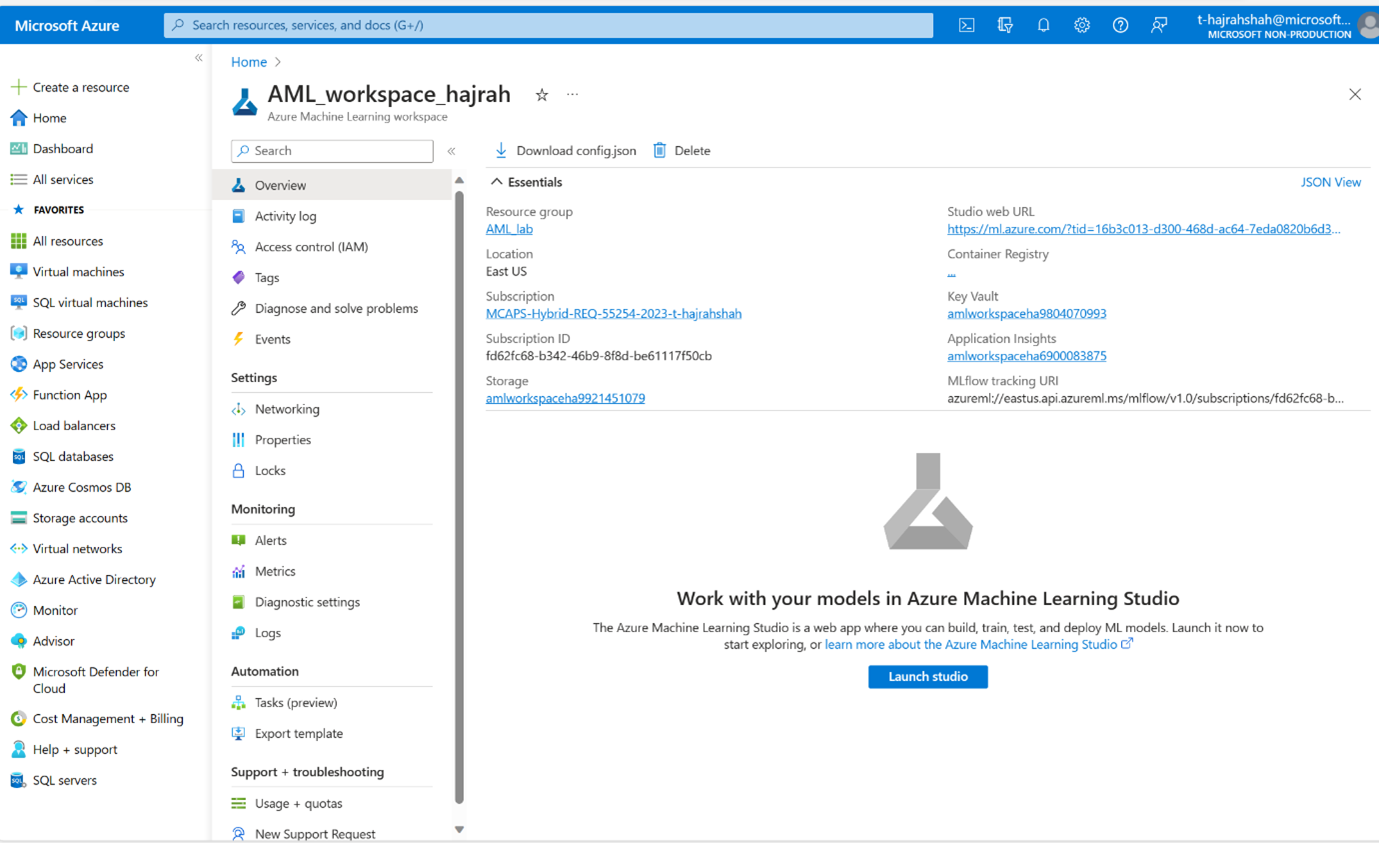 Microsoft Azure
Search resources, services, and docs (G+/)
t-hajrahshah@microsoft...
MICROSOFT NON-PRODUCTION
Create a resource
Home
Dashboard
All services
FAVORITES
All resources
Virtual machines
SQL virtual machines
Resource groups
App Services
Function App
Load balancers
SQL databases
Azure Cosmos DB
Storage accounts
Virtual networks
Azure Active Directory
Monitor
Advisor
Microsoft Defender for
Cloud
Cost Management + Billing
Help + support
SQL servers
Home >
AML_workspace_hajrah
Azure Machine Learning workspace
Search
Overview
Activity log
Access control (IAM)
Tags
Diagnose and solve problems
Events
Settings
Networking
Properties
Locks
Monitoring
Alerts
Metrics
Diagnostic settings
Logs
Automation
Tasks (preview)
Export template
Support + troubleshooting
Usage + quotas
New Support Request
Download config.json Delete
Essentials
JSON View
Resource group
AML_lab
Location
East US
Subscription
MCAPS-Hybrid-REQ-55254-2023-t-hajrahshah
Subscription ID
fd62fc68-b342-46b9-8f8d-be61117f50cb
Storage
amlworkspaceha9921451079
Studio web URL
https://ml.azure.com/?tid=16b3c013-d300-468d-ac64-7eda0820b6d3...
Container Registry
...
Key Vault
amlworkspaceha9804070993
Application Insights
amlworkspaceha6900083875
MLflow tracking URI
azureml://eastus.api.azureml.ms/mlflow/v1.0/subscriptions/fd62fc68-b...
Work with your models in Azure Machine Learning Studio
The Azure Machine Learning Studio is a web app where you can build, train, test, and deploy ML models. Launch it now to
start exploring, or learn more about the Azure Machine Learning Studio
Launch studio